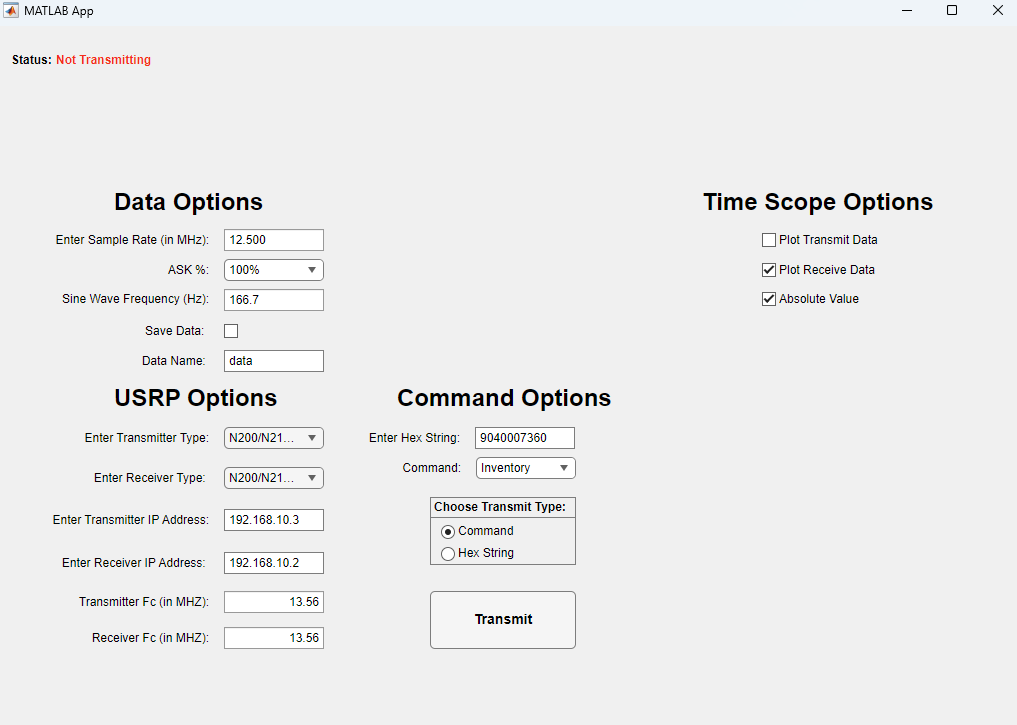 MATLAB App
Status: Not Transmitting
Data Options
Enter Sample Rate (in MHz): 12.500
ASK %: 100%
Sine Wave Frequency (Hz): 166.7
Save Data:
Data Name: data
Time Scope Options
Plot Transmit Data
Plot Receive Data
Absolute Value
USRP Options
Enter Transmitter Type: N200/N21...
Enter Receiver Type: N200/N21...
Enter Transmitter IP Address: 192.168.10.3
Enter Receiver IP Address: 192.168.10.2
Transmitter Fc (in MHZ): 13.56
Receiver Fc (in MHZ): 13.56
Command Options
Enter Hex String: 9040007360
Command: Inventory
Choose Transmit Type:
Command
Hex String
Transmit